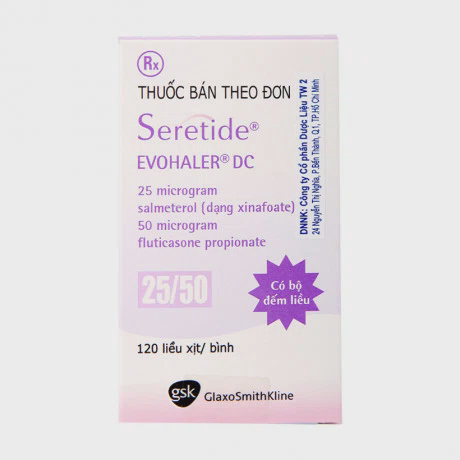 Rx
THUỐC BÁN THEO ĐƠN
Seretide®
EVOHALER® DC
25 microgram
salmeterol (dạng xinafoate)
50 microgram
fluticasone propionate
25/50
Có bộ
đếm liều
120 liều xịt/ bình
gsk
GlaxoSmithKline
DNNK: Công ty Cổ phần Dược Liệu TW 2
24 Nguyễn Thị Nghĩa, P.Bến Thành, Q.1, TP.Hồ Chí Minh